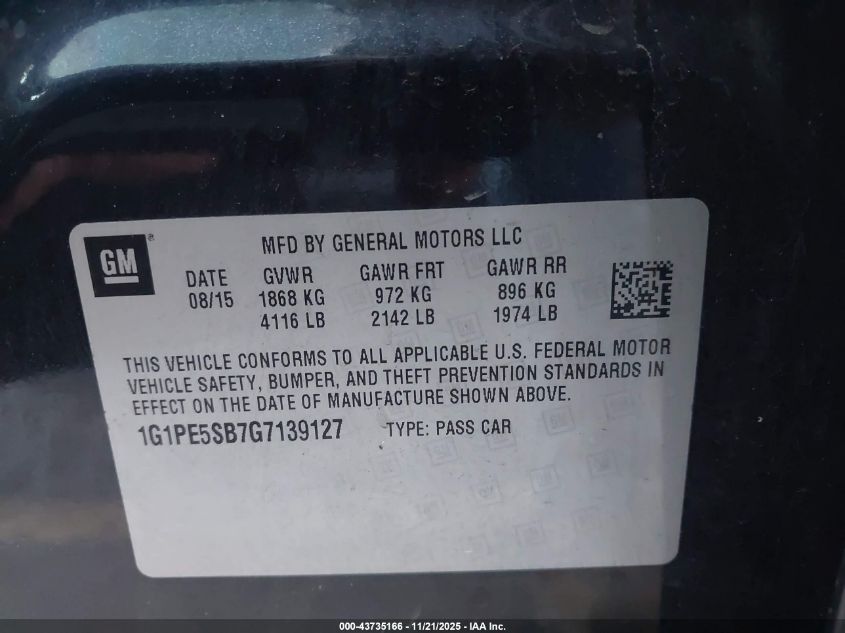 GM
®
MFD BY GENERAL MOTORS LLC
DATE GVWR GAWR FRT GAWR RR
08/15 1868 KG 972 KG 896 KG
4116 LB 2142 LB 1974 LB
THIS VEHICLE CONFORMS TO ALL APPLICABLE U.S. FEDERAL MOTOR
VEHICLE SAFETY, BUMPER, AND THEFT PREVENTION STANDARDS IN
EFFECT ON THE DATE OF MANUFACTURE SHOWN ABOVE.
1G1PE5SB7G7139127 TYPE: PASS CAR
000-43735166 - 11/21/2025 - IAA Inc.